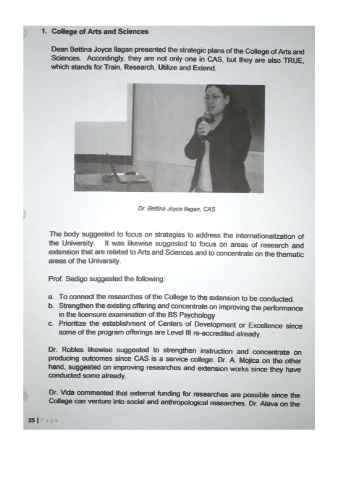 1. College of Arts and Sciences
Dean Bettina Joyce Ilagan presented the strategic plans of the College of Arts and
Sciences. Accordingly, they are not only one in CAS, but they are also TRUE,
which stands for Train, Research, Utilize and Extend.
Dr. Bettina Joyce Ilagan, CAS
The body suggested to focus on strategies to address the internationalization of
the University. It was likewise suggested to focus on areas of research and
extension that are related to Arts and Sciences and to concentrate on the thematic
areas of the University.
Prof. Sedigo suggested the following:
a. To connect the researches of the College to the extension to be conducted.
b. Strengthen the existing offering and concentrate on improving the performance
in the licensure examination of the BS Psychology
c. Prioritize the establishment of Centers of Development or Excellence since
some of the program offerings are Level III re-accredited already.
Dr. Robles likewise suggested to strengthen instruction and concentrate on
producing outcomes since CAS is a service college. Dr. A. Mojica on the other
hand, suggested on improving researches and extension works since they have
conducted some already.
Dr. Vida commented that external funding for researches are possible since the
College can venture into social and anthropological researches. Dr. Alava on the
25 | Page